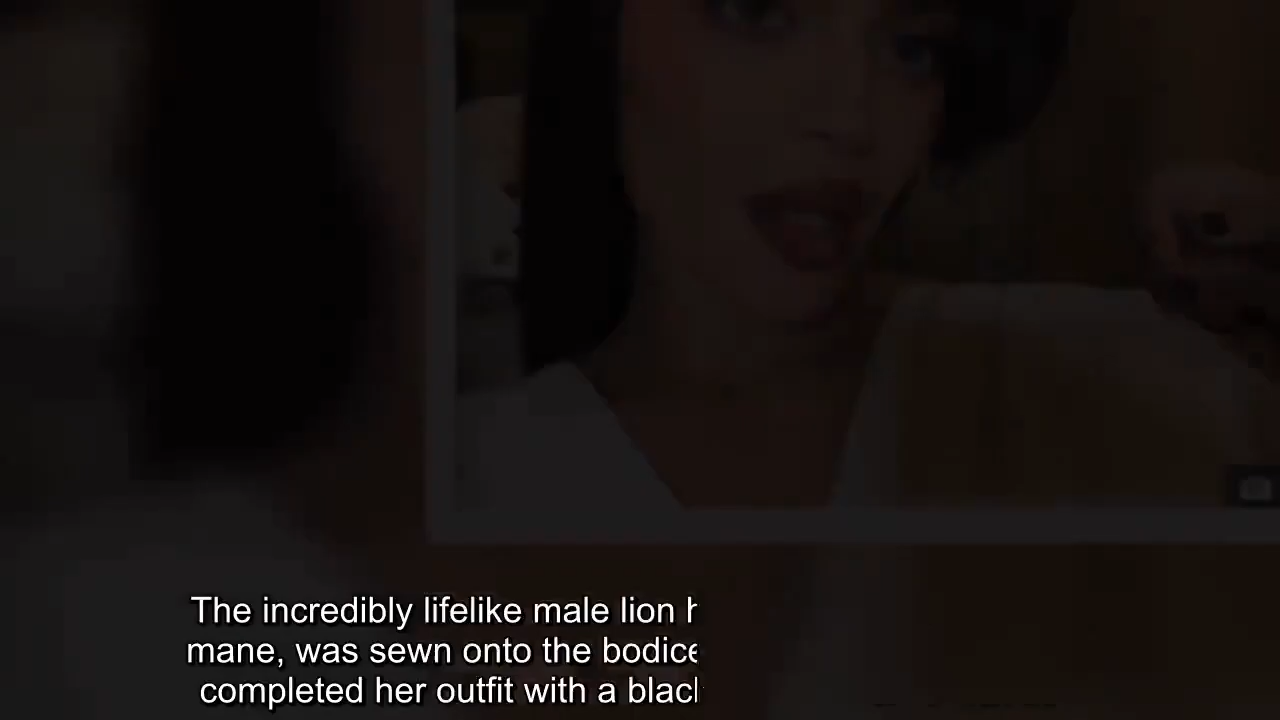 The incredibly lifelike male lion
mane, was sewn onto the bodice
completed her outfit with a